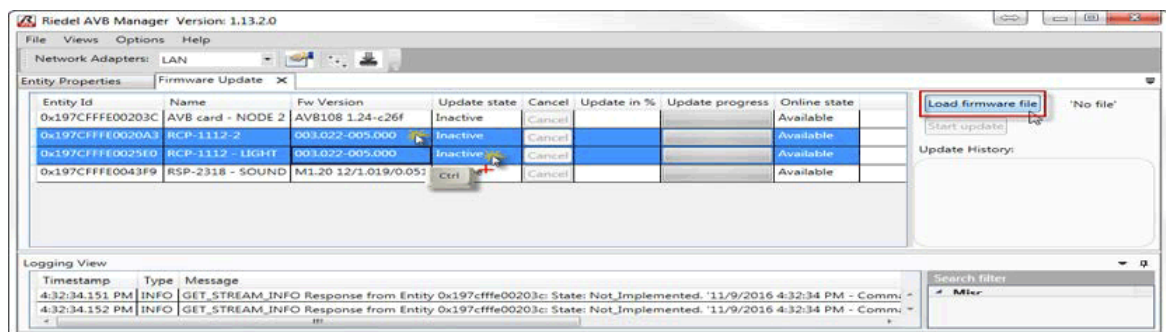 Riedel AVB Manager Version: 1.13.2.0
File Views Options Help
Network Adapters: LAN
Entity Properties Firmware Update
Entity Id Name Fw Version Update state Cancel Update in % Update progress Online state
0x197CFFFE00203C AVB card - NODE 2 AVB108 1.24-c26f Inactive Cancel Available
0x197CFFFE0020A3 RCP-1112-2 003.022-005.000 Inactive Cancel Available
0x197CFFFE0025E0 RCP-1112 - LIGHT 003.022-005.000 Inactive Cancel Available
0x197CFFFE0043F9 RSP-2318 - SOUND M1.20 12/1.019/0.051 Cancel Available
Ctrl
Load firmware file 'No file'
Start update
Update History:
Logging View
Timestamp Type Message
4:32:34.151 PM INFO GET_STREAM_INFO Response from Entity 0x197cfffe00203c: State: Not_Implemented. '11/9/2016 4:32:34 PM - Comm
4:32:34.152 PM INFO GET_STREAM_INFO Response from Entity 0x197cfffe00203c: State: Not_Implemented. '11/9/2016 4:32:34 PM - Comm
Search filter
Misc